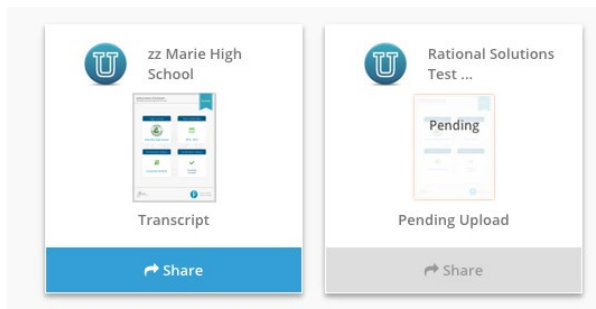 zz Marie High
School
Transcript
Share
Rational Solutions
Test ...
Pending
Pending Upload
Share